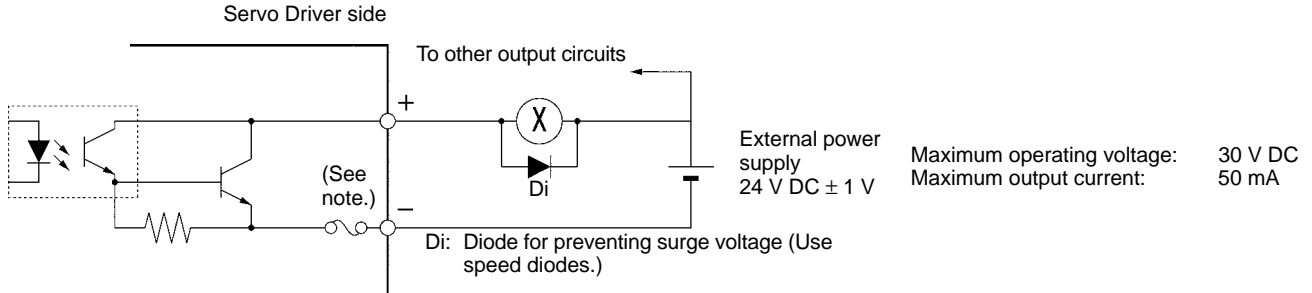 Servo Driver side
To other output circuits
+
X
(See
note.)
Di
External power
supply
24 V DC ± 1 V
Maximum operating voltage: 30 V DC
Maximum output current: 50 mA
−
Di: Diode for preventing surge voltage (Use
speed diodes.)